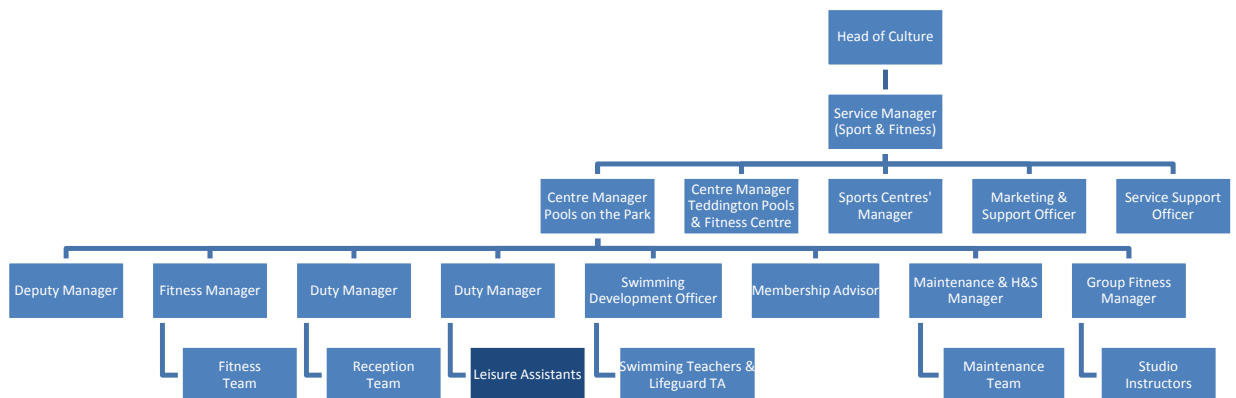 Head of Culture
Service Manager
(Sport & Fitness)
Centre Manager
Pools on the Park
Centre Manager
Teddington Pools
& Fitness Centre
Sports Centres'
Manager
Marketing &
Support Officer
Service Support
Officer
Deputy Manager
Fitness Manager
Duty Manager
Duty Manager
Swimming
Development Officer
Membership Advisor
Maintenance & H&S
Manager
Group Fitness
Manager
Fitness
Team
Reception
Team
Leisure Assistants
Swimming Teachers &
Lifeguard TA
Maintenance
Team
Studio
Instructors